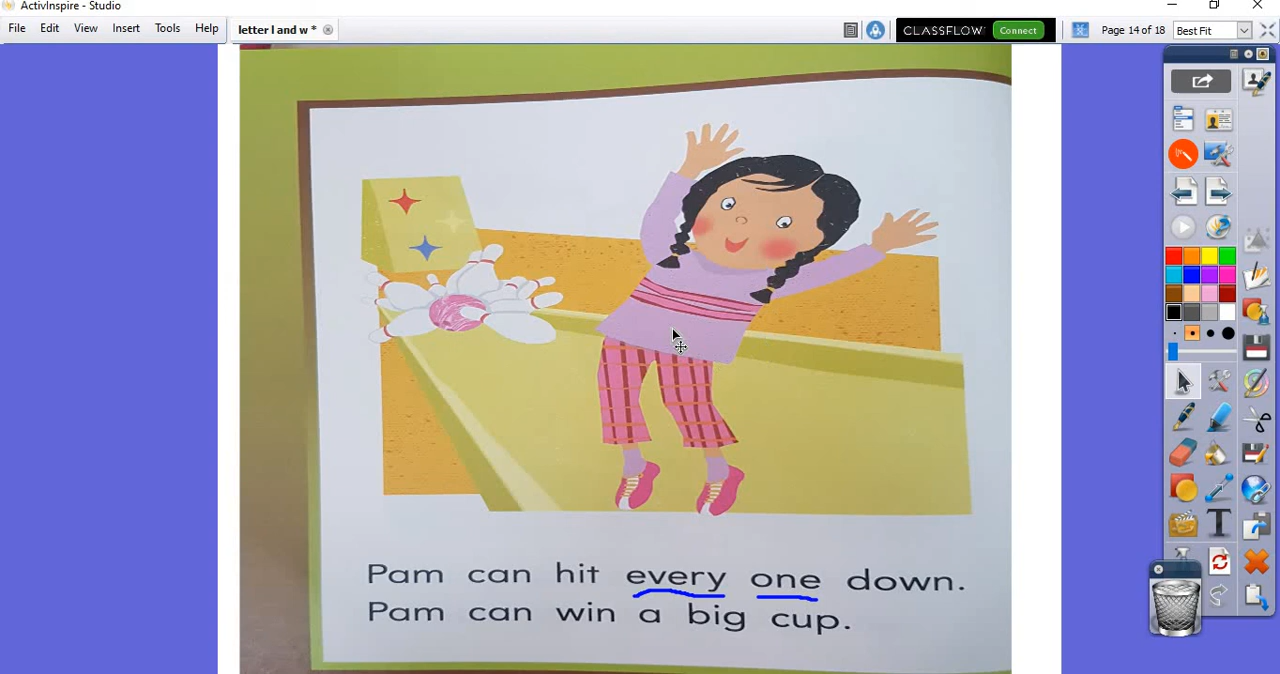 ActivInspire - Studio
File Edit View Insert Tools Help
letter l and w *
CLASSFLOW Connect
Page 14 of 18
Best Fit
Pam can hit every one down.
Pam can win a big cup.